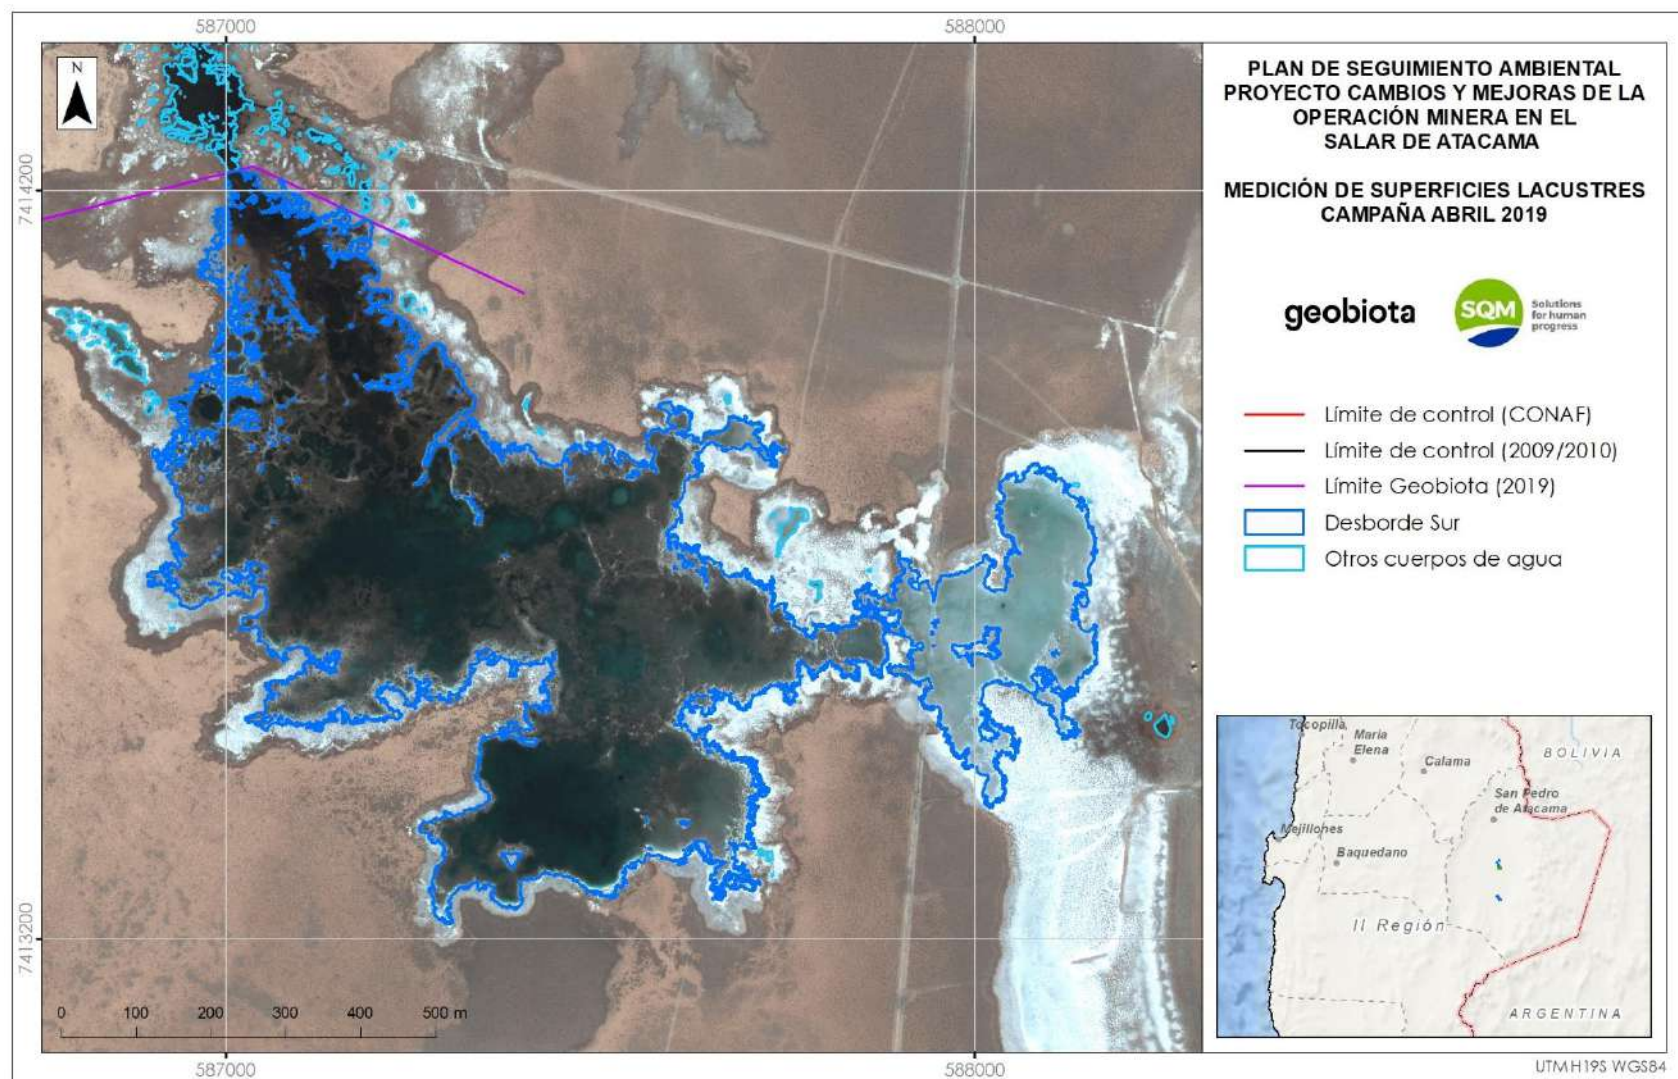 587000
588000
N
7414200
7413200
0 100 200 300 400 500 m
587000
588000
PLAN DE SEGUIMIENTO AMBIENTAL
PROYECTO CAMBIOS Y MEJORAS DE LA
OPERACIÓN MINERA EN EL
SALAR DE ATACAMA
MEDICIÓN DE SUPERFICIES LACUSTRES
CAMPAÑA ABRIL 2019
geobiota
SQM
Solutions
for human
progress
Límite de control (CONAF)
Límite de control (2009/2010)
Límite Geobiota (2019)
Desborde Sur
Otros cuerpos de agua
Tocopilla
Maria
Elena
Calama
BOLIVIA
San Pedro
de Atacama
Mejillones
Baquedano
II Región
ARGENTINA
UTM H19S WGS84